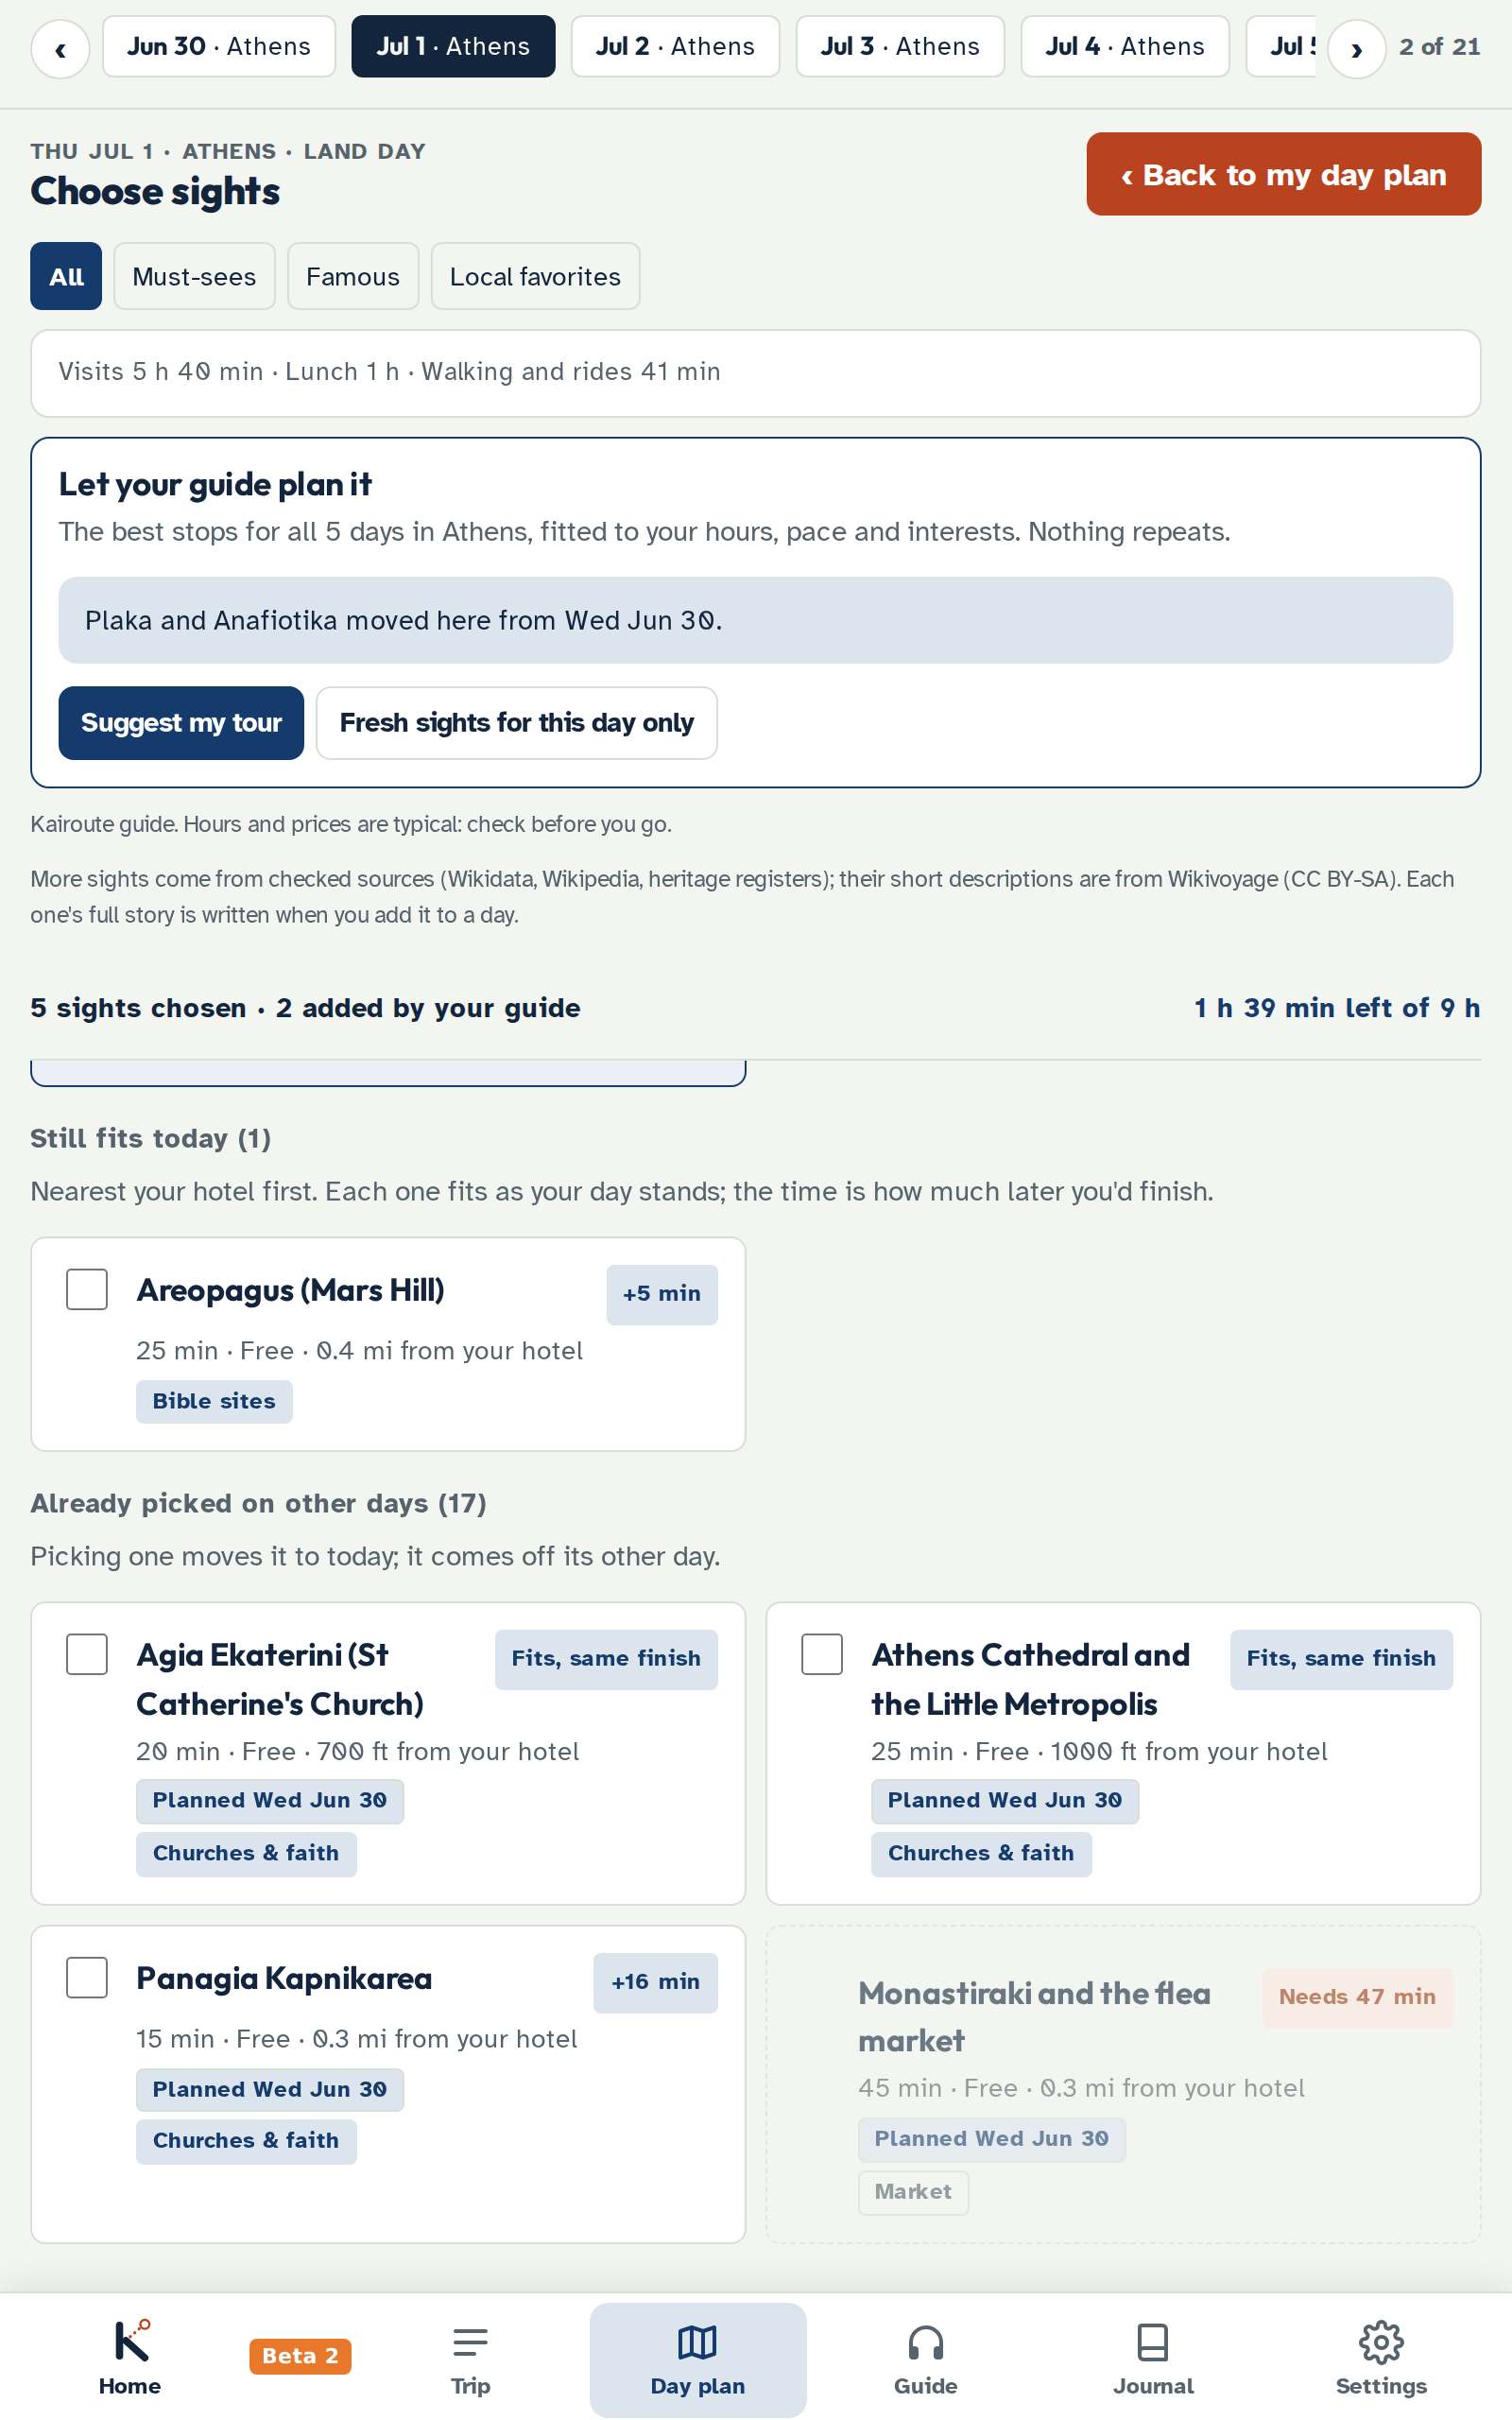 ‹
Jun 30 · Athens
Jul 1 · Athens
Jul 2 · Athens
Jul 3 · Athens
Jul 4 · Athens
Jul
›
2 of 21
THU JUL 1 · ATHENS · LAND DAY
Choose sights
‹ Back to my day plan
All
Must-sees
Famous
Local favorites
Visits 5 h 40 min · Lunch 1 h · Walking and rides 41 min
Let your guide plan it
The best stops for all 5 days in Athens, fitted to your hours, pace and interests. Nothing repeats.
Plaka and Anafiotika moved here from Wed Jun 30.
Suggest my tour
Fresh sights for this day only
Kairoute guide. Hours and prices are typical: check before you go.
More sights come from checked sources (Wikidata, Wikipedia, heritage registers); their short descriptions are from Wikivoyage (CC BY-SA). Each
one's full story is written when you add it to a day.
5 sights chosen · 2 added by your guide
1 h 39 min left of 9 h
Still fits today (1)
Nearest your hotel first. Each one fits as your day stands; the time is how much later you'd finish.
Areopagus (Mars Hill)
+5 min
25 min · Free · 0.4 mi from your hotel
Bible sites
Already picked on other days (17)
Picking one moves it to today; it comes off its other day.
Agia Ekaterini (St
Catherine's Church)
Fits, same finish
20 min · Free · 700 ft from your hotel
Planned Wed Jun 30
Churches & faith
Athens Cathedral and
the Little Metropolis
Fits, same finish
25 min · Free · 1000 ft from your hotel
Planned Wed Jun 30
Churches & faith
Panagia Kapnikarea
+16 min
15 min · Free · 0.3 mi from your hotel
Planned Wed Jun 30
Churches & faith
Monastiraki and the flea
market
Needs 47 min
45 min · Free · 0.3 mi from your hotel
Planned Wed Jun 30
Market
Home
Beta 2
Trip
Day plan
Guide
Journal
Settings